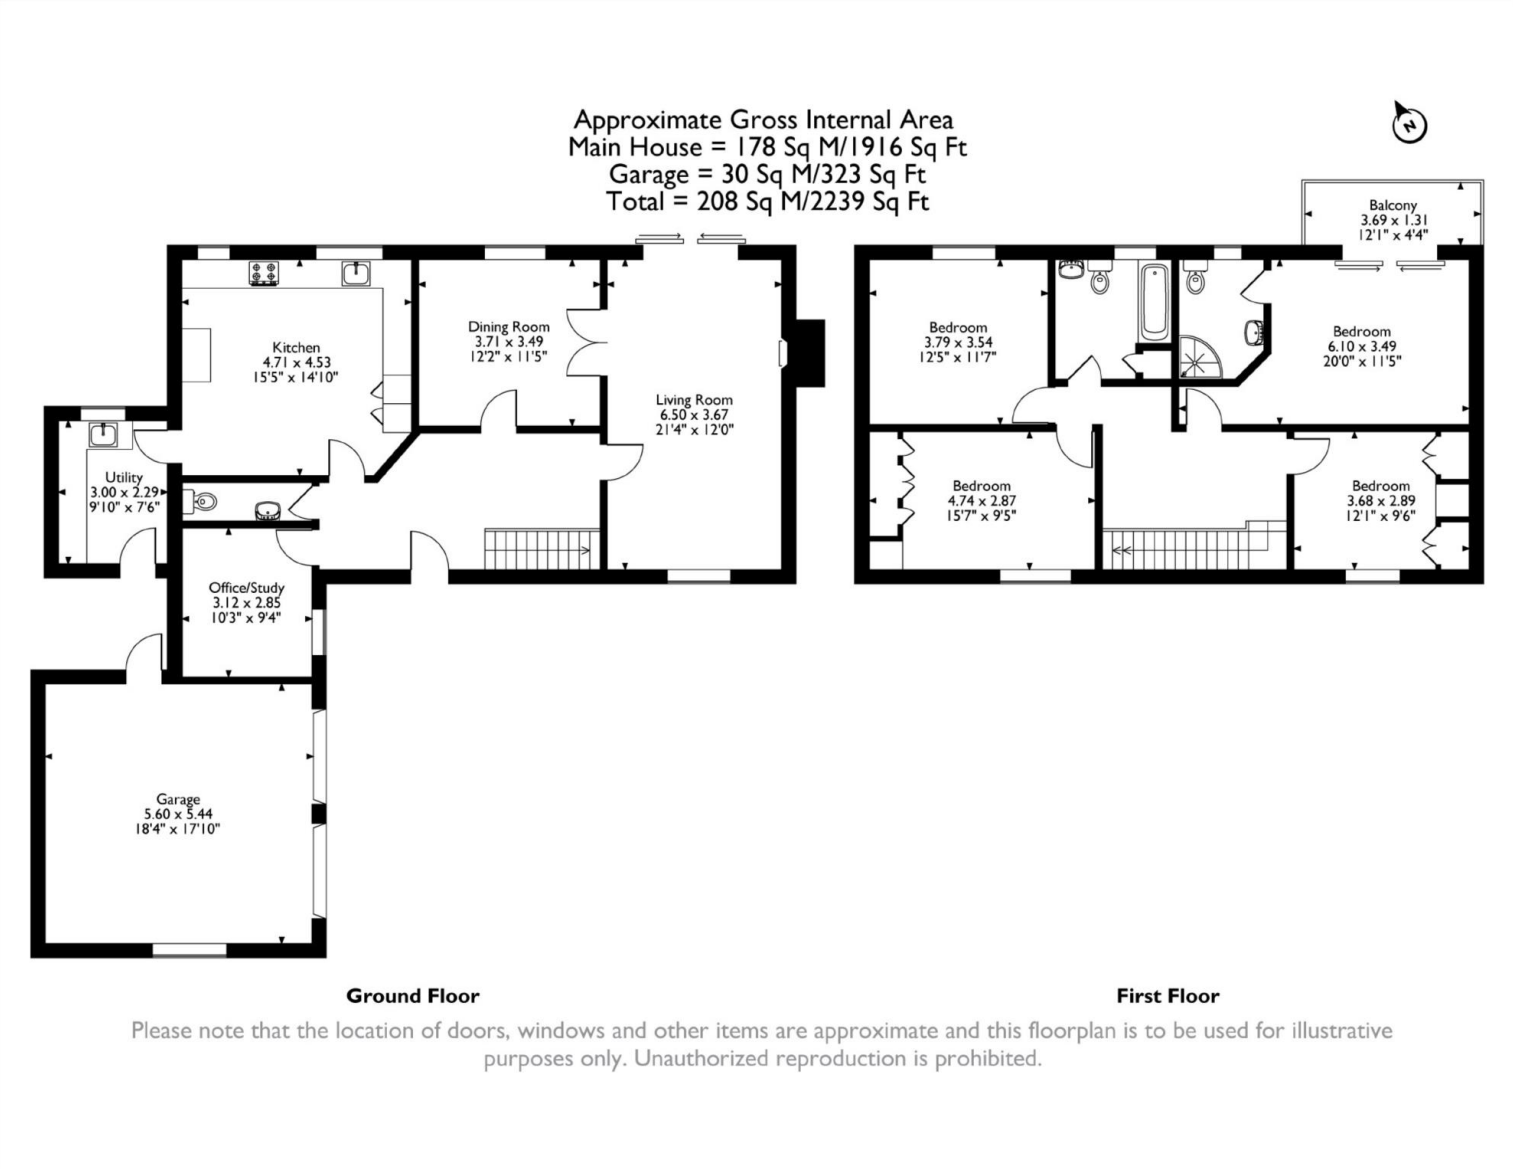 Approximate Gross Internal Area
Main House = 178 Sq M/1916 Sq Ft
Garage = 30 Sq M/323 Sq Ft
Total = 208 Sq M/2239 Sq Ft
N
Balcony
3.69 x 1.31
12'1" x 4'4"
Kitchen
4.71 x 4.53
15'5" x 14'10"
Dining Room
3.71 x 3.49
12'2" x 11'5"
Living Room
6.50 x 3.67
21'4" x 12'0"
Utility
3.00 x 2.29
9'10" x 7'6"
Office/Study
3.12 x 2.85
10'3" x 9'4"
Garage
5.60 x 5.44
18'4" x 17'10"
Bedroom
3.79 x 3.54
12'5" x 11'7"
Bedroom
6.10 x 3.49
20'0" x 11'5"
Bedroom
4.74 x 2.87
15'7" x 9'5"
Bedroom
3.68 x 2.89
12'1" x 9'6"
Ground Floor
First Floor
Please note that the location of doors, windows and other items are approximate and this floorplan is to be used for illustrative
purposes only. Unauthorized reproduction is prohibited.